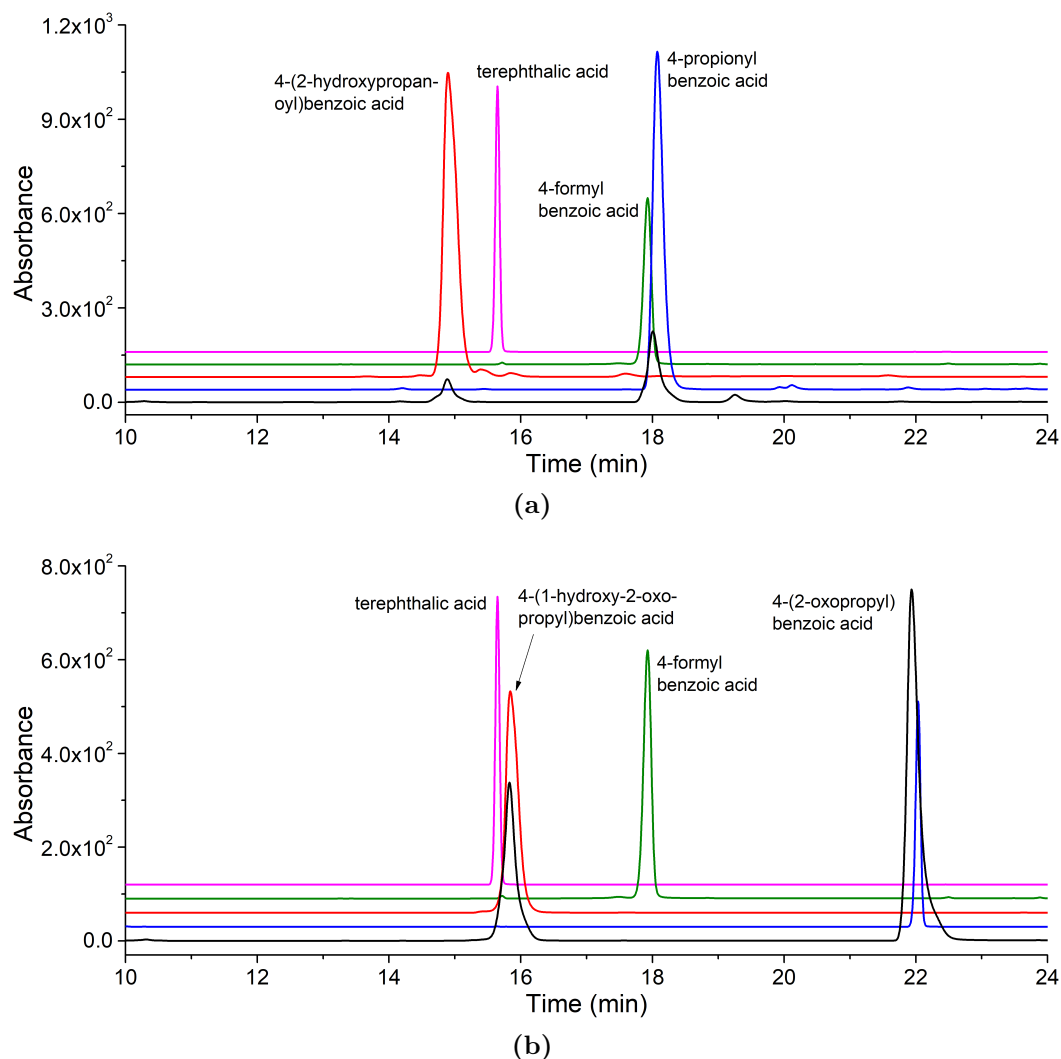 1.2x10³
9.0x10²
6.0x10²
3.0x10²
0.0
Absorbance
4-(2-hydroxypropan-
oyl)benzoic acid
terephthalic acid
4-formyl
benzoic acid
4-propionyl
benzoic acid
10 12 14 16 18 20 22 24
Time (min)
(a)
8.0x10²
6.0x10²
4.0x10²
2.0x10²
0.0
Absorbance
terephthalic acid
4-(1-hydroxy-2-oxo-
propyl)benzoic acid
4-formyl
benzoic acid
4-(2-oxopropyl)
benzoic acid
10 12 14 16 18 20 22 24
Time (min)
(b)